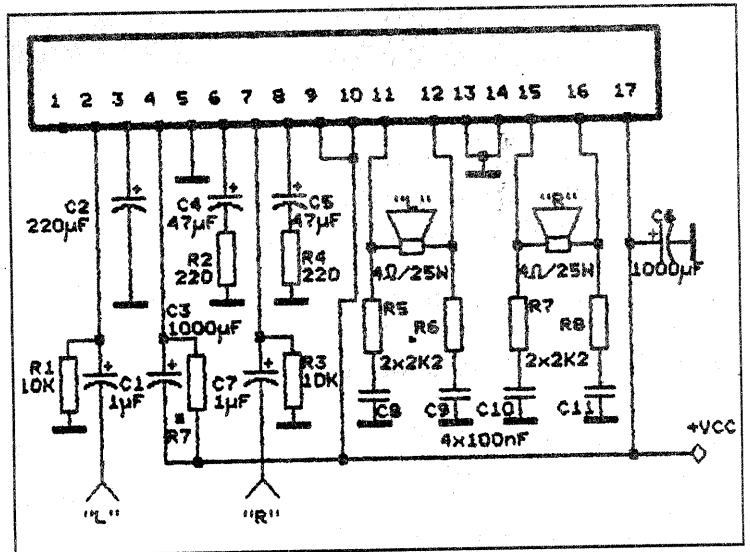 1 2 3 4 5 6 7 8 9 10 11 12 13 14 15 16 17
C2
220µF
C4
47µF
C5
47µF
"L"
"R"
C6
1000µF
R2
220
R4
220
4Ω/25W
4Ω/25W
C3
1000µF
R5
R6
R7
R8
2x2K2
2x2K2
R1
10K
C1
1µF
C7
1µF
R3
10K
R7
C8
C9
C10
C11
4x100nF
+VCC
"L"
"R"